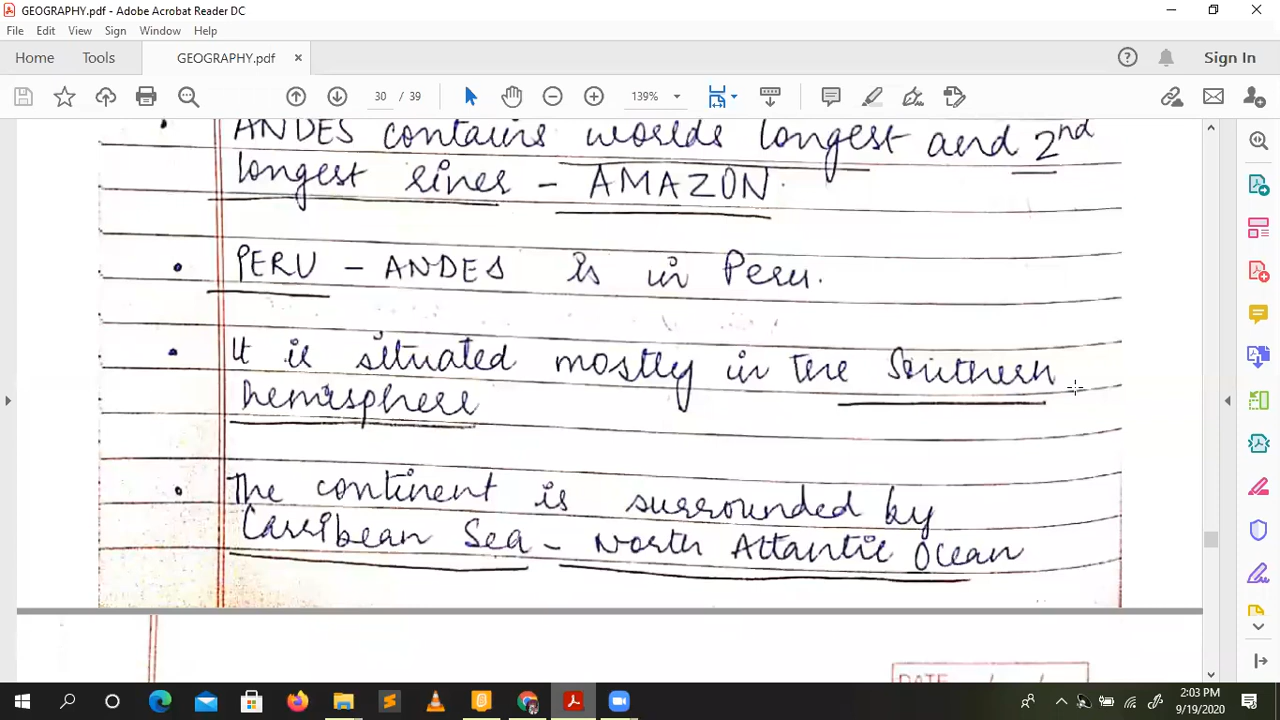 GEOGRAPHY.pdf - Adobe Acrobat Reader DC
File Edit View Sign Window Help
Home Tools GEOGRAPHY.pdf × Sign In
30 / 39 139%
ANDES contains worlds longest and 2nd
longest rines - AMAZON.
• PERU - ANDES is in Peru.
• It is situated mostly in the Southern
hemisphere
• The continent is surrounded by
Carribean Sea - North Atlantic Ocean
DATE
2:03 PM
9/19/2020